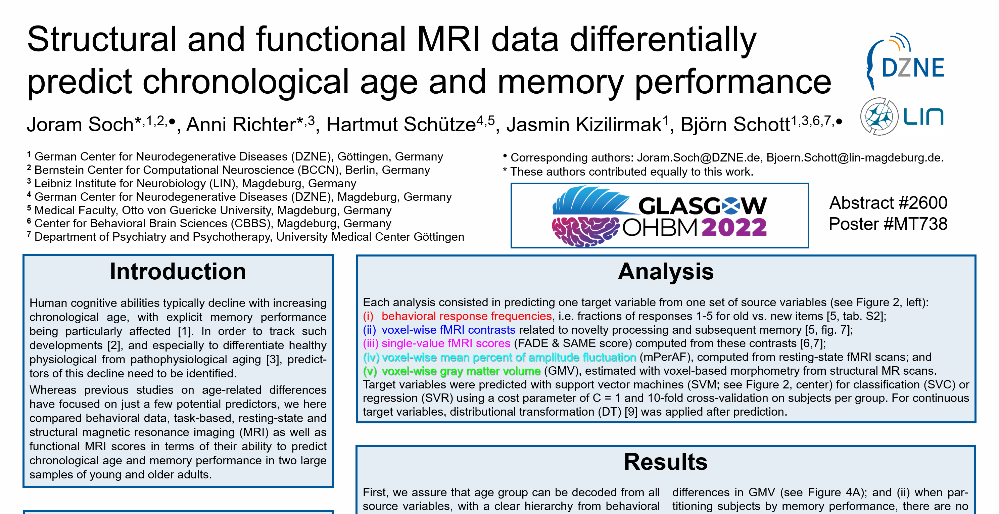 Structural and functional MRI data differentially
predict chronological age and memory performance
DZNE
LIN
Joram Soch*,1,2,•, Anni Richter*,3, Hartmut Schütze4,5, Jasmin Kizilirmak1, Björn Schott1,3,6,7,•
1 German Center for Neurodegenerative Diseases (DZNE), Göttingen, Germany
2 Bernstein Center for Computational Neuroscience (BCCN), Berlin, Germany
3 Leibniz Institute for Neurobiology (LIN), Magdeburg, Germany
4 German Center for Neurodegenerative Diseases (DZNE), Magdeburg, Germany
5 Medical Faculty, Otto von Guericke University, Magdeburg, Germany
6 Center for Behavioral Brain Sciences (CBBS), Magdeburg, Germany
7 Department of Psychiatry and Psychotherapy, University Medical Center Göttingen
• Corresponding authors: Joram.Soch@DZNE.de, Bjoern.Schott@lin-magdeburg.de.
* These authors contributed equally to this work.
GLASGOW
OHBM 2022
Abstract #2600
Poster #MT738
Introduction
Human cognitive abilities typically decline with increasing
chronological age, with explicit memory performance
being particularly affected [1]. In order to track such
developments [2], and especially to differentiate healthy
physiological from pathophysiological aging [3], predict-
tors of this decline need to be identified.
Whereas previous studies on age-related differences
have focused on just a few potential predictors, we here
compared behavioral data, task-based, resting-state and
structural magnetic resonance imaging (MRI) as well as
functional MRI scores in terms of their ability to predict
chronological age and memory performance in two large
samples of young and older adults.
Analysis
Each analysis consisted in predicting one target variable from one set of source variables (see Figure 2, left):
(i) behavioral response frequencies, i.e. fractions of responses 1-5 for old vs. new items [5, tab. S2];
(ii) voxel-wise fMRI contrasts related to novelty processing and subsequent memory [5, fig. 7];
(iii) single-value fMRI scores (FADE & SAME score) computed from these contrasts [6,7];
(iv) voxel-wise mean percent of amplitude fluctuation (mPerAF), computed from resting-state fMRI scans; and
(v) voxel-wise gray matter volume (GMV), estimated with voxel-based morphometry from structural MR scans.
Target variables were predicted with support vector machines (SVM; see Figure 2, center) for classification (SVC) or
regression (SVR) using a cost parameter of C = 1 and 10-fold cross-validation on subjects per group. For continuous
target variables, distributional transformation (DT) [9] was applied after prediction.
Results
First, we assure that age group can be decoded from all
source variables, with a clear hierarchy from behavioral
differences in GMV (see Figure 4A); and (ii) when par-
titioning subjects by memory performance, there are no